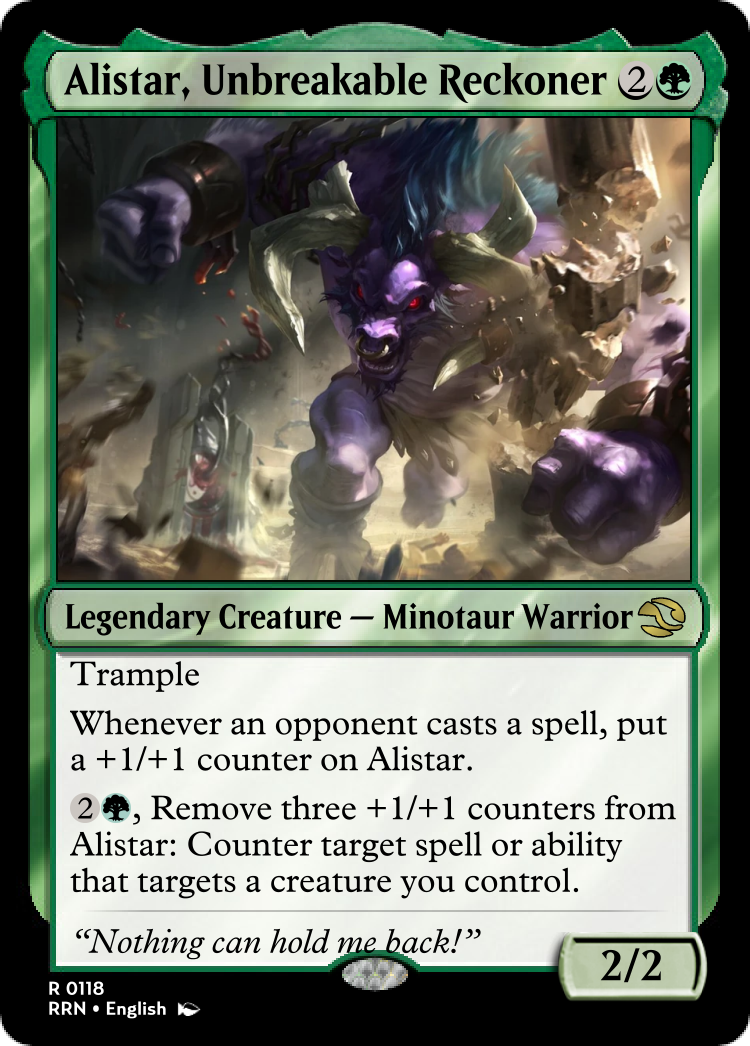 Alistar, Unbreakable Reckoner 2
Legendary Creature — Minotaur Warrior
Trample
Whenever an opponent casts a spell, put
a +1/+1 counter on Alistar.
2, Remove three +1/+1 counters from
Alistar: Counter target spell or ability
that targets a creature you control.
“Nothing can hold me back!”
2/2
R 0118
RRN • English